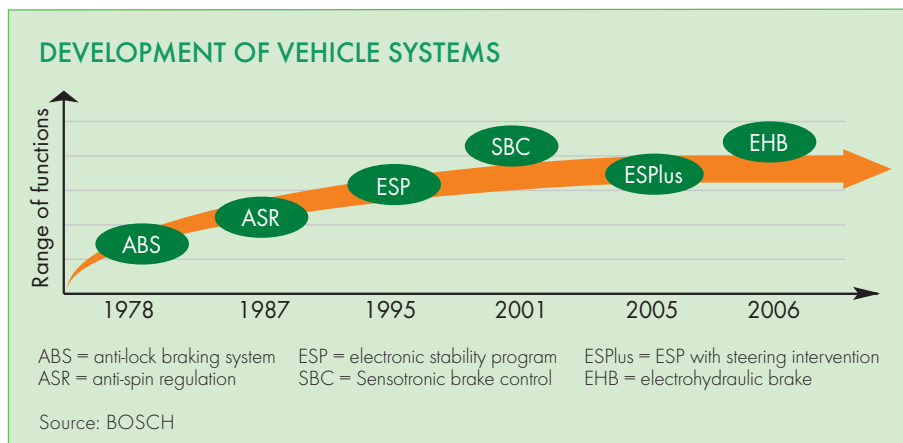 DEVELOPMENT OF VEHICLE SYSTEMS
Range of functions
ABS
ASR
ESP
SBC
ESPlus
EHB
1978 1987 1995 2001 2005 2006
ABS = anti-lock braking system ESP = electronic stability program ESPlus = ESP with steering intervention
ASR = anti-spin regulation SBC = Sensotronic brake control EHB = electrohydraulic brake
Source: BOSCH